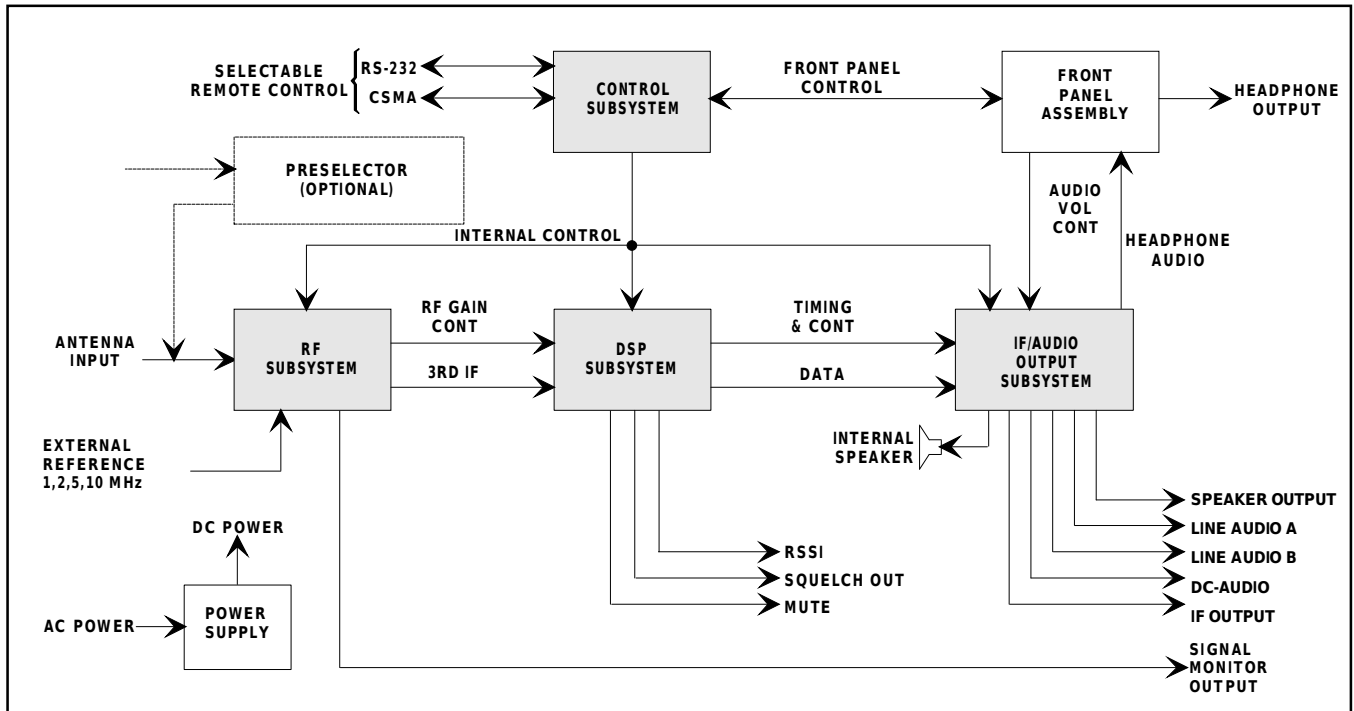 SELECTABLE
REMOTE CONTROL
RS-232
CSMA
CONTROL
SUBSYSTEM
FRONT PANEL
CONTROL
FRONT
PANEL
ASSEMBLY
HEADPHONE
OUTPUT
PRESELECTOR
(OPTIONAL)
AUDIO
VOL
CONT
INTERNAL CONTROL
HEADPHONE
AUDIO
ANTENNA
INPUT
RF
SUBSYSTEM
RF GAIN
CONT
3RD IF
DSP
SUBSYSTEM
TIMING
& CONT
DATA
IF/AUDIO
OUTPUT
SUBSYSTEM
EXTERNAL
REFERENCE
1,2,5,10 MHz
INTERNAL
SPEAKER
SPEAKER OUTPUT
LINE AUDIO A
LINE AUDIO B
DC-AUDIO
IF OUTPUT
DC POWER
RSSI
SQUELCH OUT
MUTE
AC POWER
POWER
SUPPLY
SIGNAL
MONITOR
OUTPUT